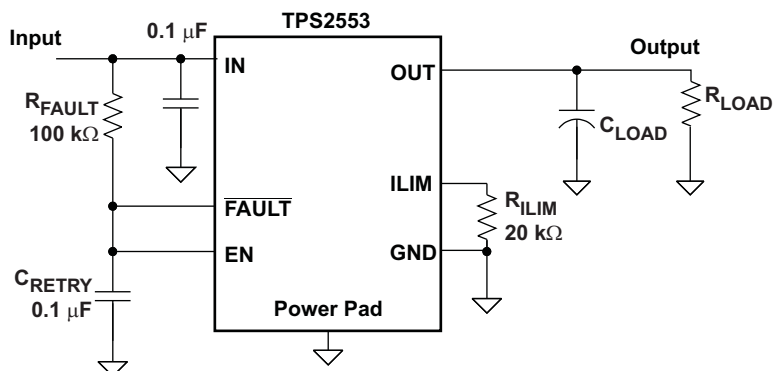 TPS2553
Input
0.1 μF
IN
OUT
Output
R_FAULT
100 kΩ
R_LOAD
C_LOAD
ILIM
FAULT
R_ILIM
20 kΩ
EN
GND
C_RETRY
0.1 μF
Power Pad